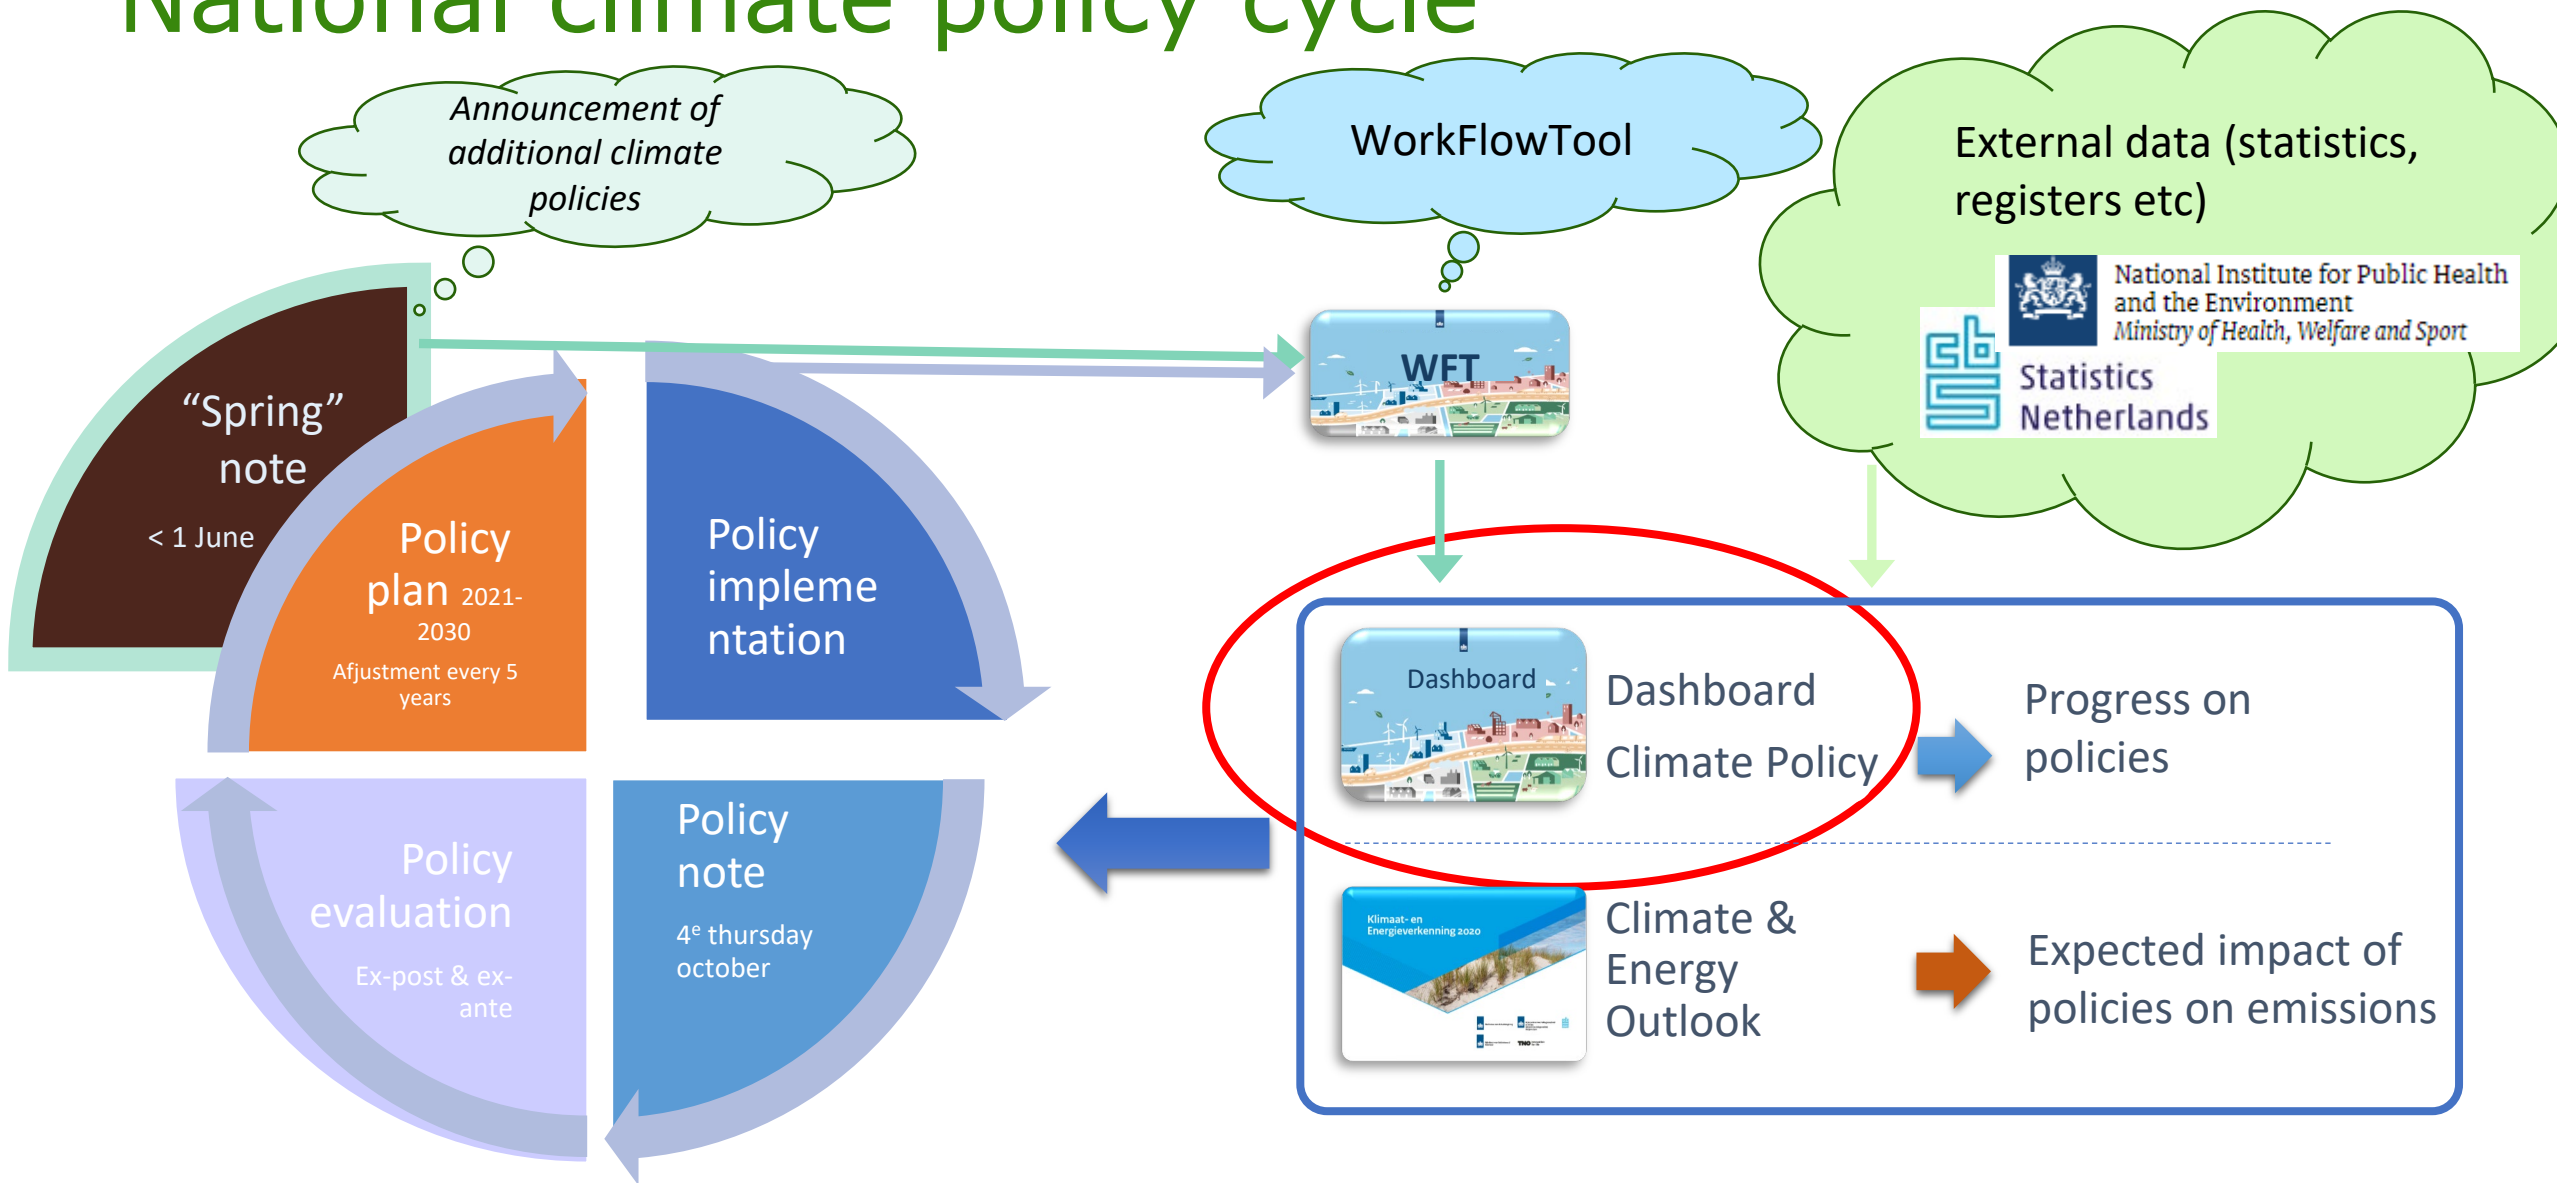 National climate policy cycle
Announcement of
additional climate
policies
WorkFlowTool
External data (statistics,
registers etc)
National Institute for Public Health
and the Environment
Ministry of Health, Welfare and Sport
cbs
Statistics
Netherlands
WFT
“Spring”
note
< 1 June
Policy
plan 2021-
2030
Afjustment every 5
years
Policy
impleme
ntation
Policy
evaluation
Ex-post & ex-
ante
Policy
note
4e thursday
october
Dashboard
Dashboard
Climate Policy
Progress on
policies
Klimaat- en
Energieverkenning 2020
TNO
Climate &
Energy
Outlook
Expected impact of
policies on emissions